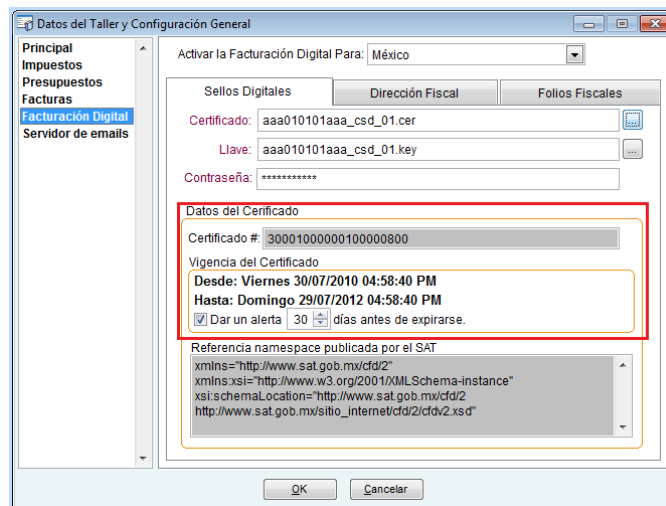 Datos del Taller y Configuración General
Principal
Impuestos
Presupuestos
Facturas
Facturación Digital
Servidor de emails
Activar la Facturación Digital Para: México
Sellos Digitales Dirección Fiscal Folios Fiscales
Certificado: aaa010101aaa_csd_01.cer ...
Llave: aaa010101aaa_csd_01.key ...
Contraseña: ***********
Datos del Cerificado
Certificado #: 30001000000100000800
Vigencia del Certificado
Desde: Viernes 30/07/2010 04:58:40 PM
Hasta: Domingo 29/07/2012 04:58:40 PM
Dar un alerta 30 días antes de expirarse.
Referencia namespace publicada por el SAT
xmlns="http://www.sat.gob.mx/cfd/2"
xmlns:xsi="http://www.w3.org/2001/XMLSchema-instance"
xsi:schemaLocation="http://www.sat.gob.mx/cfd/2
http://www.sat.gob.mx/sitio_internet/cfd/2/cfdv2.xsd"
OK Cancelar